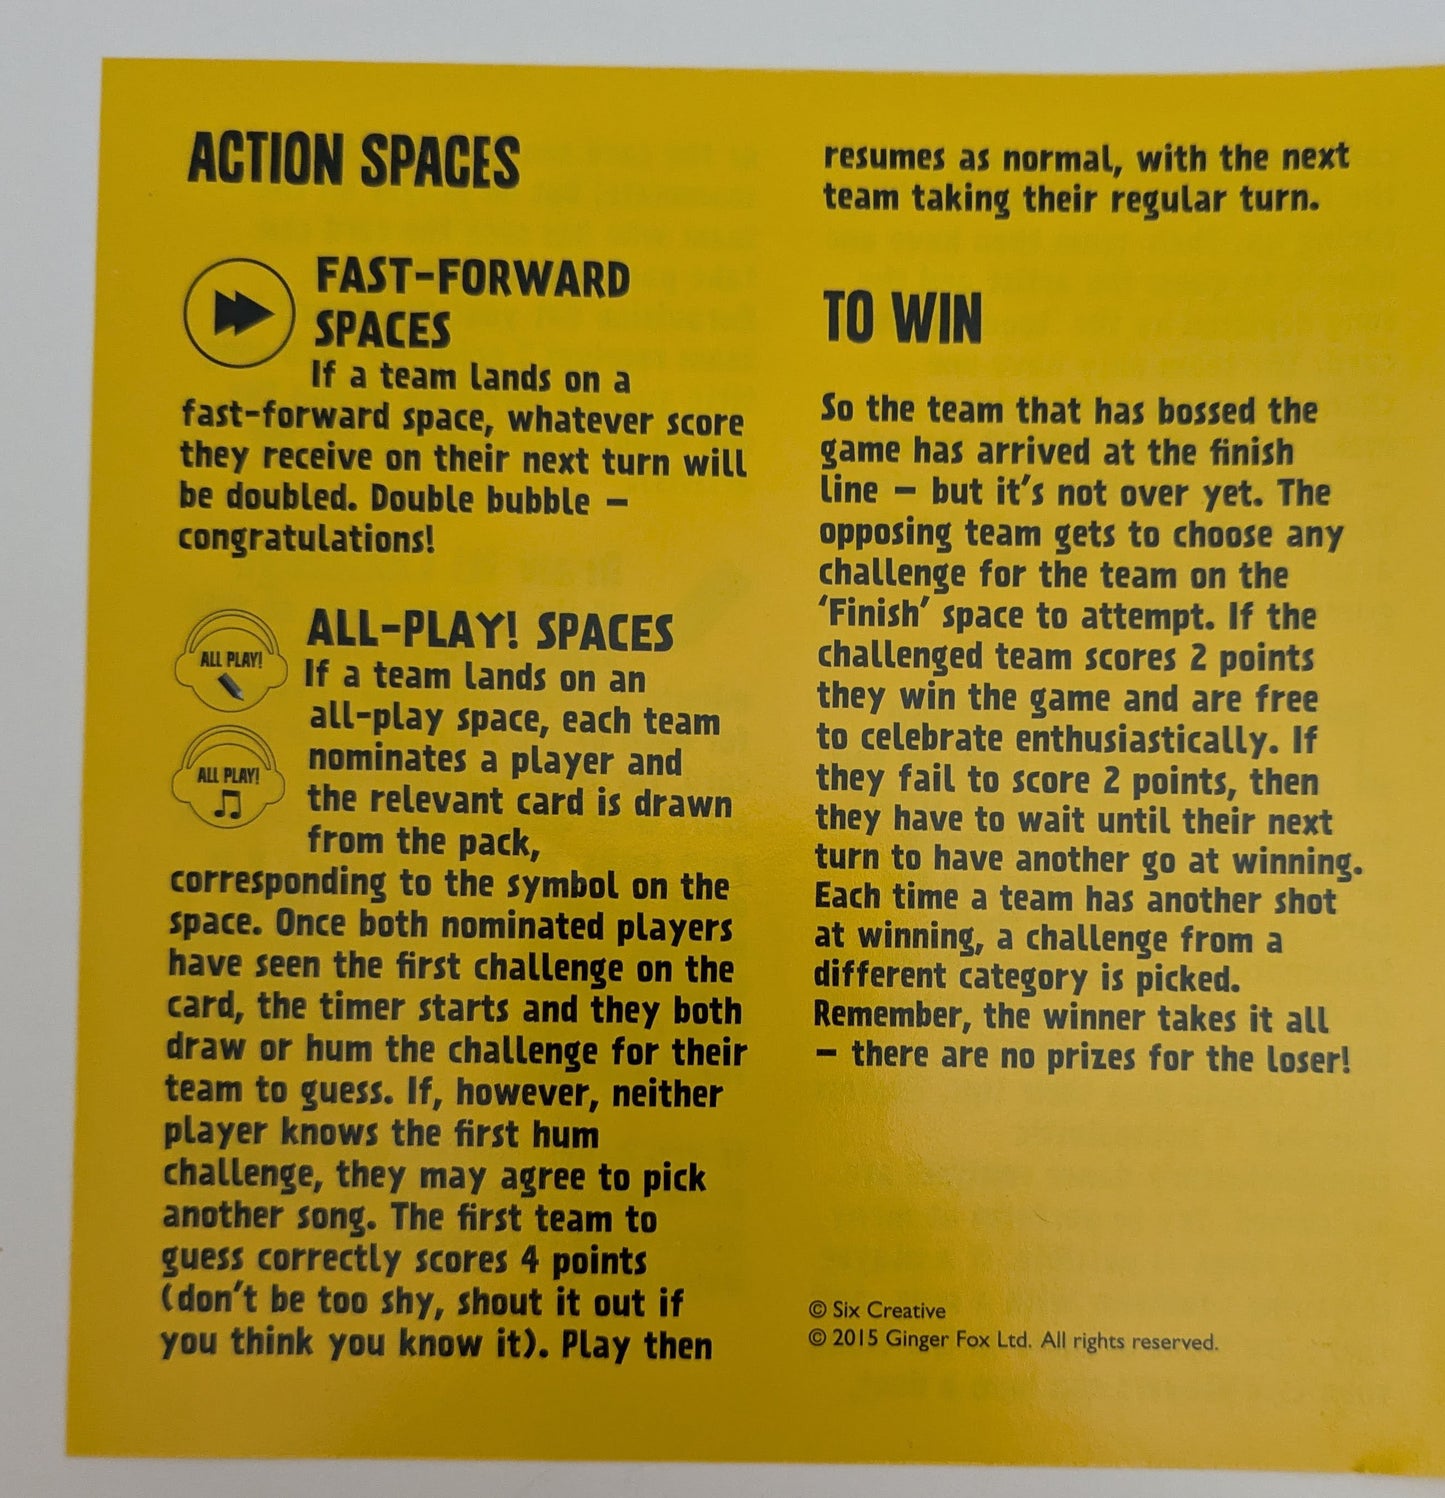 ACTION SPACES
FAST-FORWARD
SPACES
If a team lands on a
fast-forward space, whatever score
they receive on their next turn will
be doubled. Double bubble –
congratulations!
ALL PLAY!
ALL PLAY!
ALL-PLAY! SPACES
If a team lands on an
all-play space, each team
nominates a player and
the relevant card is drawn
from the pack,
corresponding to the symbol on the
space. Once both nominated players
have seen the first challenge on the
card, the timer starts and they both
draw or hum the challenge for their
team to guess. If, however, neither
player knows the first hum
challenge, they may agree to pick
another song. The first team to
guess correctly scores 4 points
(don't be too shy, shout it out if
you think you know it). Play then
resumes as normal, with the next
team taking their regular turn.
TO WIN
So the team that has bossed the
game has arrived at the finish
line – but it's not over yet. The
opposing team gets to choose any
challenge for the team on the
'Finish' space to attempt. If the
challenged team scores 2 points
they win the game and are free
to celebrate enthusiastically. If
they fail to score 2 points, then
they have to wait until their next
turn to have another go at winning.
Each time a team has another shot
at winning, a challenge from a
different category is picked.
Remember, the winner takes it all
– there are no prizes for the loser!
© Six Creative
© 2015 Ginger Fox Ltd. All rights reserved.